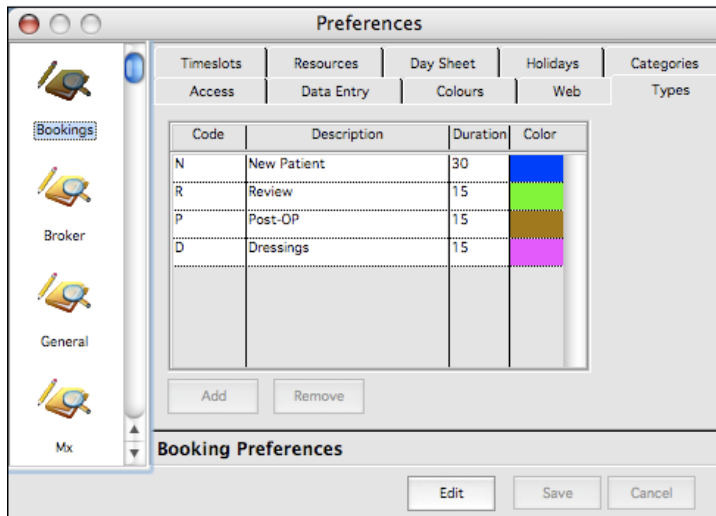 Preferences
Bookings
Broker
General
Mx
Timeslots Resources Day Sheet Holidays Categories
Access Data Entry Colours Web Types
Code Description Duration Color
N New Patient 30
R Review 15
P Post-OP 15
D Dressings 15
Add Remove
Booking Preferences
Edit Save Cancel